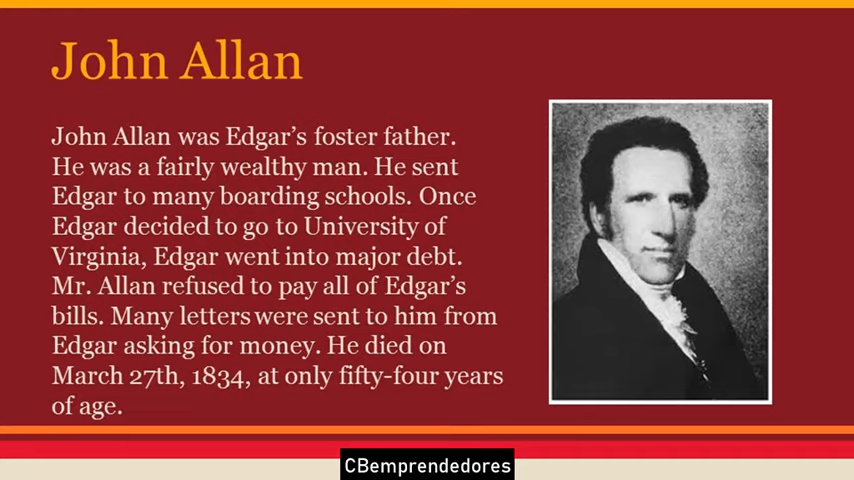 John Allan
John Allan was Edgar’s foster father.
He was a fairly wealthy man. He sent
Edgar to many boarding schools. Once
Edgar decided to go to University of
Virginia, Edgar went into major debt.
Mr. Allan refused to pay all of Edgar’s
bills. Many letters were sent to him from
Edgar asking for money. He died on
March 27th, 1834, at only fifty-four years
of age.
CBemprendedores